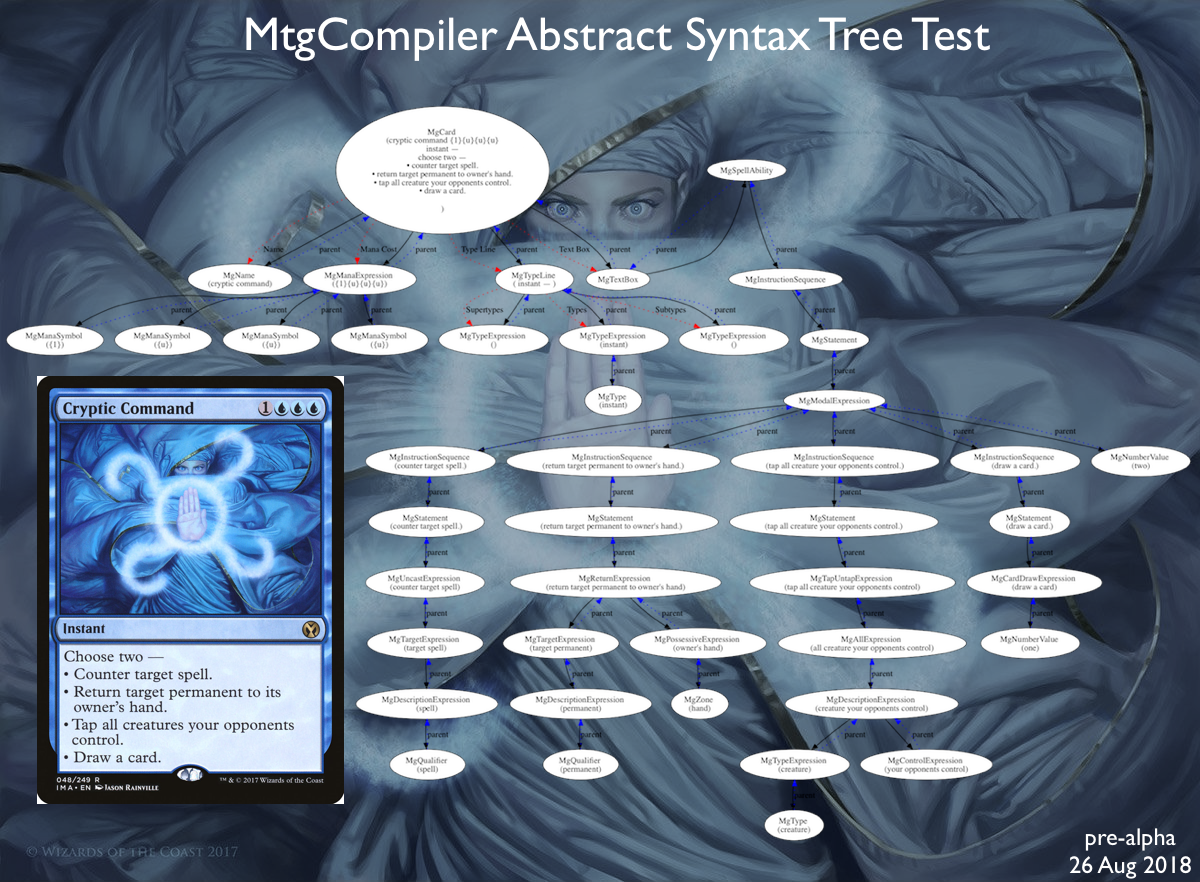 MtgCompiler Abstract Syntax Tree Test
MgCard
(cryptic command {1}{u}{u}{u}
instant —
choose two —
• counter target spell.
• return target permanent to owner's hand.
• tap all creature your opponents control.
• draw a card.
)
MgSpellAbility
Name parent Mana Cost parent Type Line parent Text Box parent parent parent
MgName
(cryptic command)
MgManaExpression
({1}{u}{u}{u})
MgTypeLine
( instant — )
MgTextBox
MgInstructionSequence
parent parent parent parent Supertypes parent Types parent Subtypes parent parent
MgManaSymbol
({1})
MgManaSymbol
({u})
MgManaSymbol
({u})
MgManaSymbol
({u})
MgTypeExpression
()
MgTypeExpression
(instant)
MgTypeExpression
()
MgStatement
parent parent
MgType
(instant)
MgModalExpression
parent parent parent parent parent
MgInstructionSequence
(counter target spell.)
MgInstructionSequence
(return target permanent to owner's hand.)
MgInstructionSequence
(tap all creature your opponents control.)
MgInstructionSequence
(draw a card.)
MgNumberValue
(two)
parent parent parent parent
MgStatement
(counter target spell.)
MgStatement
(return target permanent to owner's hand.)
MgStatement
(tap all creature your opponents control.)
MgStatement
(draw a card.)
parent parent parent parent
MgUncastExpression
(counter target spell)
MgReturnExpression
(return target permanent to owner's hand)
MgTapUntapExpression
(tap all creature your opponents control)
MgCardDrawExpression
(draw a card)
parent parent parent parent parent
MgTargetExpression
(target spell)
MgTargetExpression
(target permanent)
MgPossessiveExpression
(owner's hand)
MgAllExpression
(all creature your opponents control)
MgNumberValue
(one)
parent parent parent parent
MgDescriptionExpression
(spell)
MgDescriptionExpression
(permanent)
MgZone
(hand)
MgDescriptionExpression
(creature your opponents control)
parent parent parent parent
MgQualifier
(spell)
MgQualifier
(permanent)
MgTypeExpression
(creature)
MgControlExpression
(your opponents control)
parent
MgType
(creature)
Cryptic Command 1
Instant
Choose two —
• Counter target spell.
• Return target permanent to its
owner's hand.
• Tap all creatures your opponents
control.
• Draw a card.
048/249 R
IMA • EN Jason Rainville
™ & © 2017 Wizards of the Coast
© Wizards of the Coast 2017
pre-alpha
26 Aug 2018